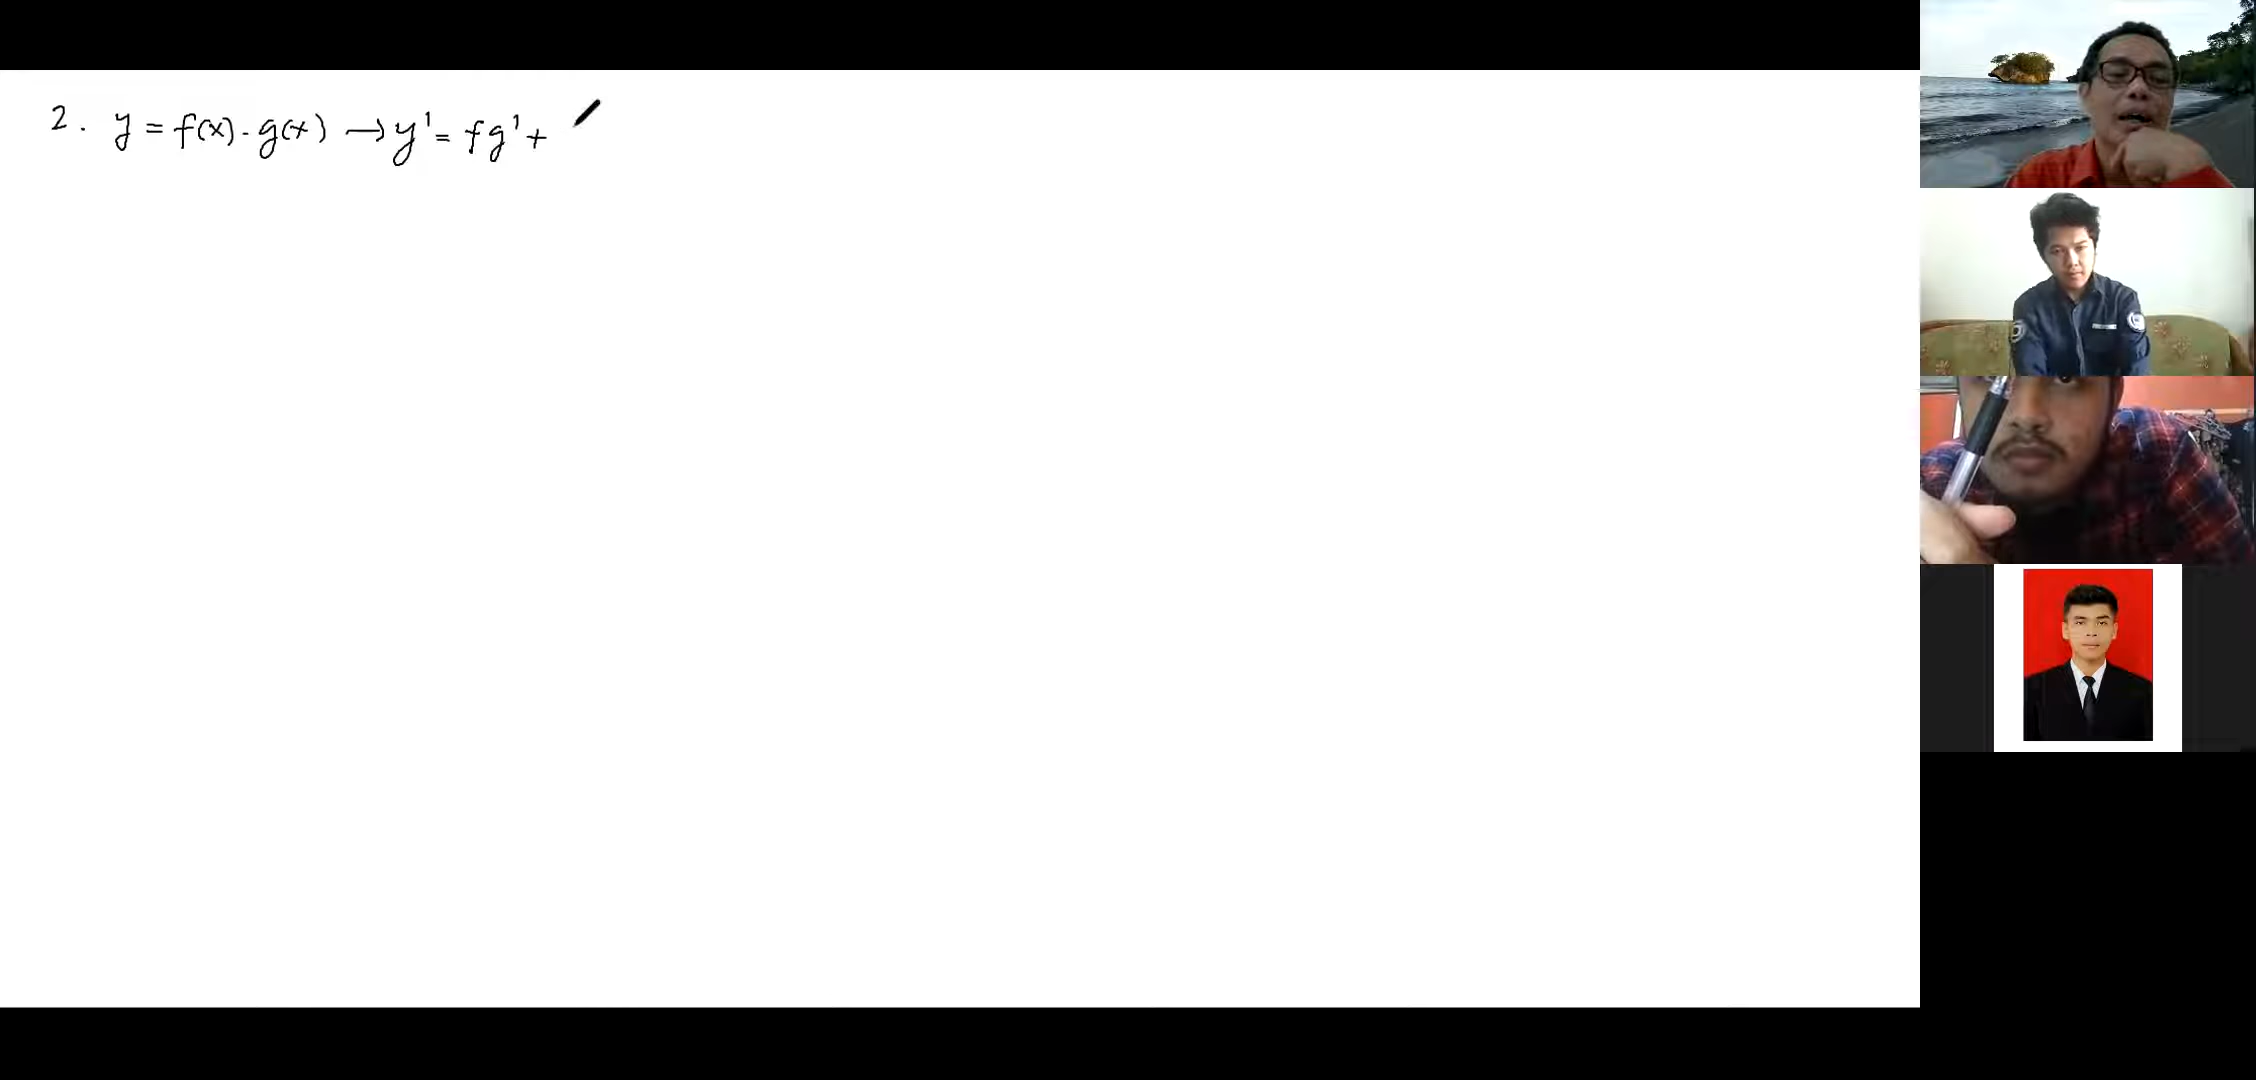 2. y = f(x) . g(x) → y' = fg' +